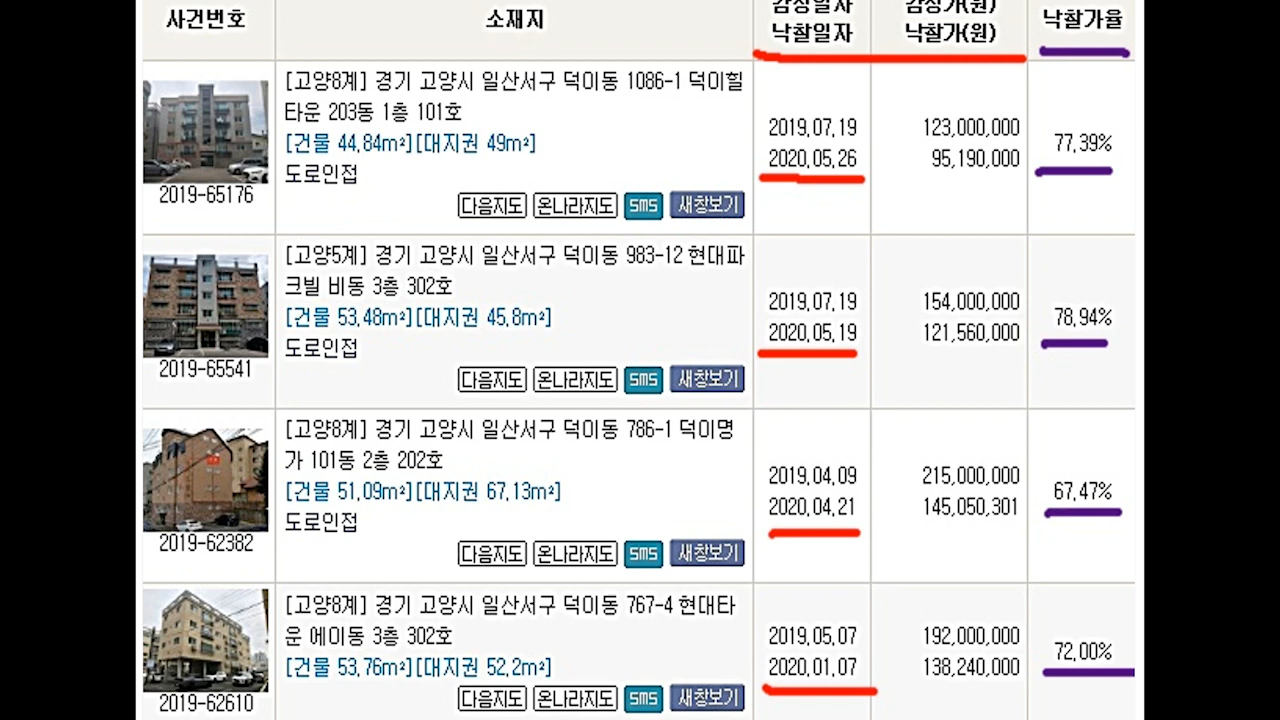 사건번호
소재지
감정일자
낙찰일자
감정가(원)
낙찰가(원)
낙찰가율
[고양8계] 경기 고양시 일산서구 덕이동 1086-1 덕이힐
타운 203동 1층 101호
[건물 44,84m²][대지권 49m²]
도로인접
다음지도 온나라지도 sms 새창보기
2019-65176
2019,07,19
2020,05,26
123,000,000
95,190,000
77,39%
[고양5계] 경기 고양시 일산서구 덕이동 983-12 현대파
크빌 비동 3층 302호
[건물 53,48m²][대지권 45,8m²]
도로인접
다음지도 온나라지도 sms 새창보기
2019-65541
2019,07,19
2020,05,19
154,000,000
121,560,000
78,94%
[고양8계] 경기 고양시 일산서구 덕이동 786-1 덕이명
가 101동 2층 202호
[건물 51,09m²][대지권 67,13m²]
도로인접
다음지도 온나라지도 sms 새창보기
2019-62382
2019,04,09
2020,04,21
215,000,000
145,050,301
67,47%
[고양8계] 경기 고양시 일산서구 덕이동 767-4 현대타
운 에이동 3층 302호
[건물 53,76m²][대지권 52,2m²]
다음지도 온나라지도 sms 새창보기
2019-62610
2019,05,07
2020,01,07
192,000,000
138,240,000
72,00%